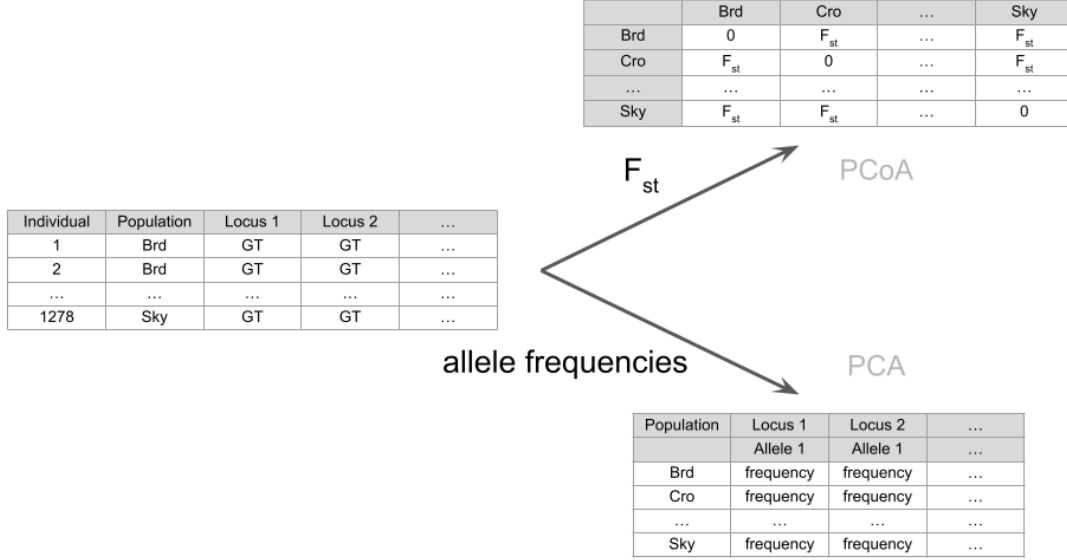 Brd Cro … Sky
Brd 0 Fst … Fst
Cro Fst 0 … Fst
… … … … …
Sky Fst Fst … 0
Fst
PCoA
Individual Population Locus 1 Locus 2 …
1 Brd GT GT …
2 Brd GT GT …
… … … … …
1278 Sky GT GT …
allele frequencies
PCA
Population Locus 1 Locus 2 …
Allele 1 Allele 1 …
Brd frequency frequency …
Cro frequency frequency …
… … … …
Sky frequency frequency …